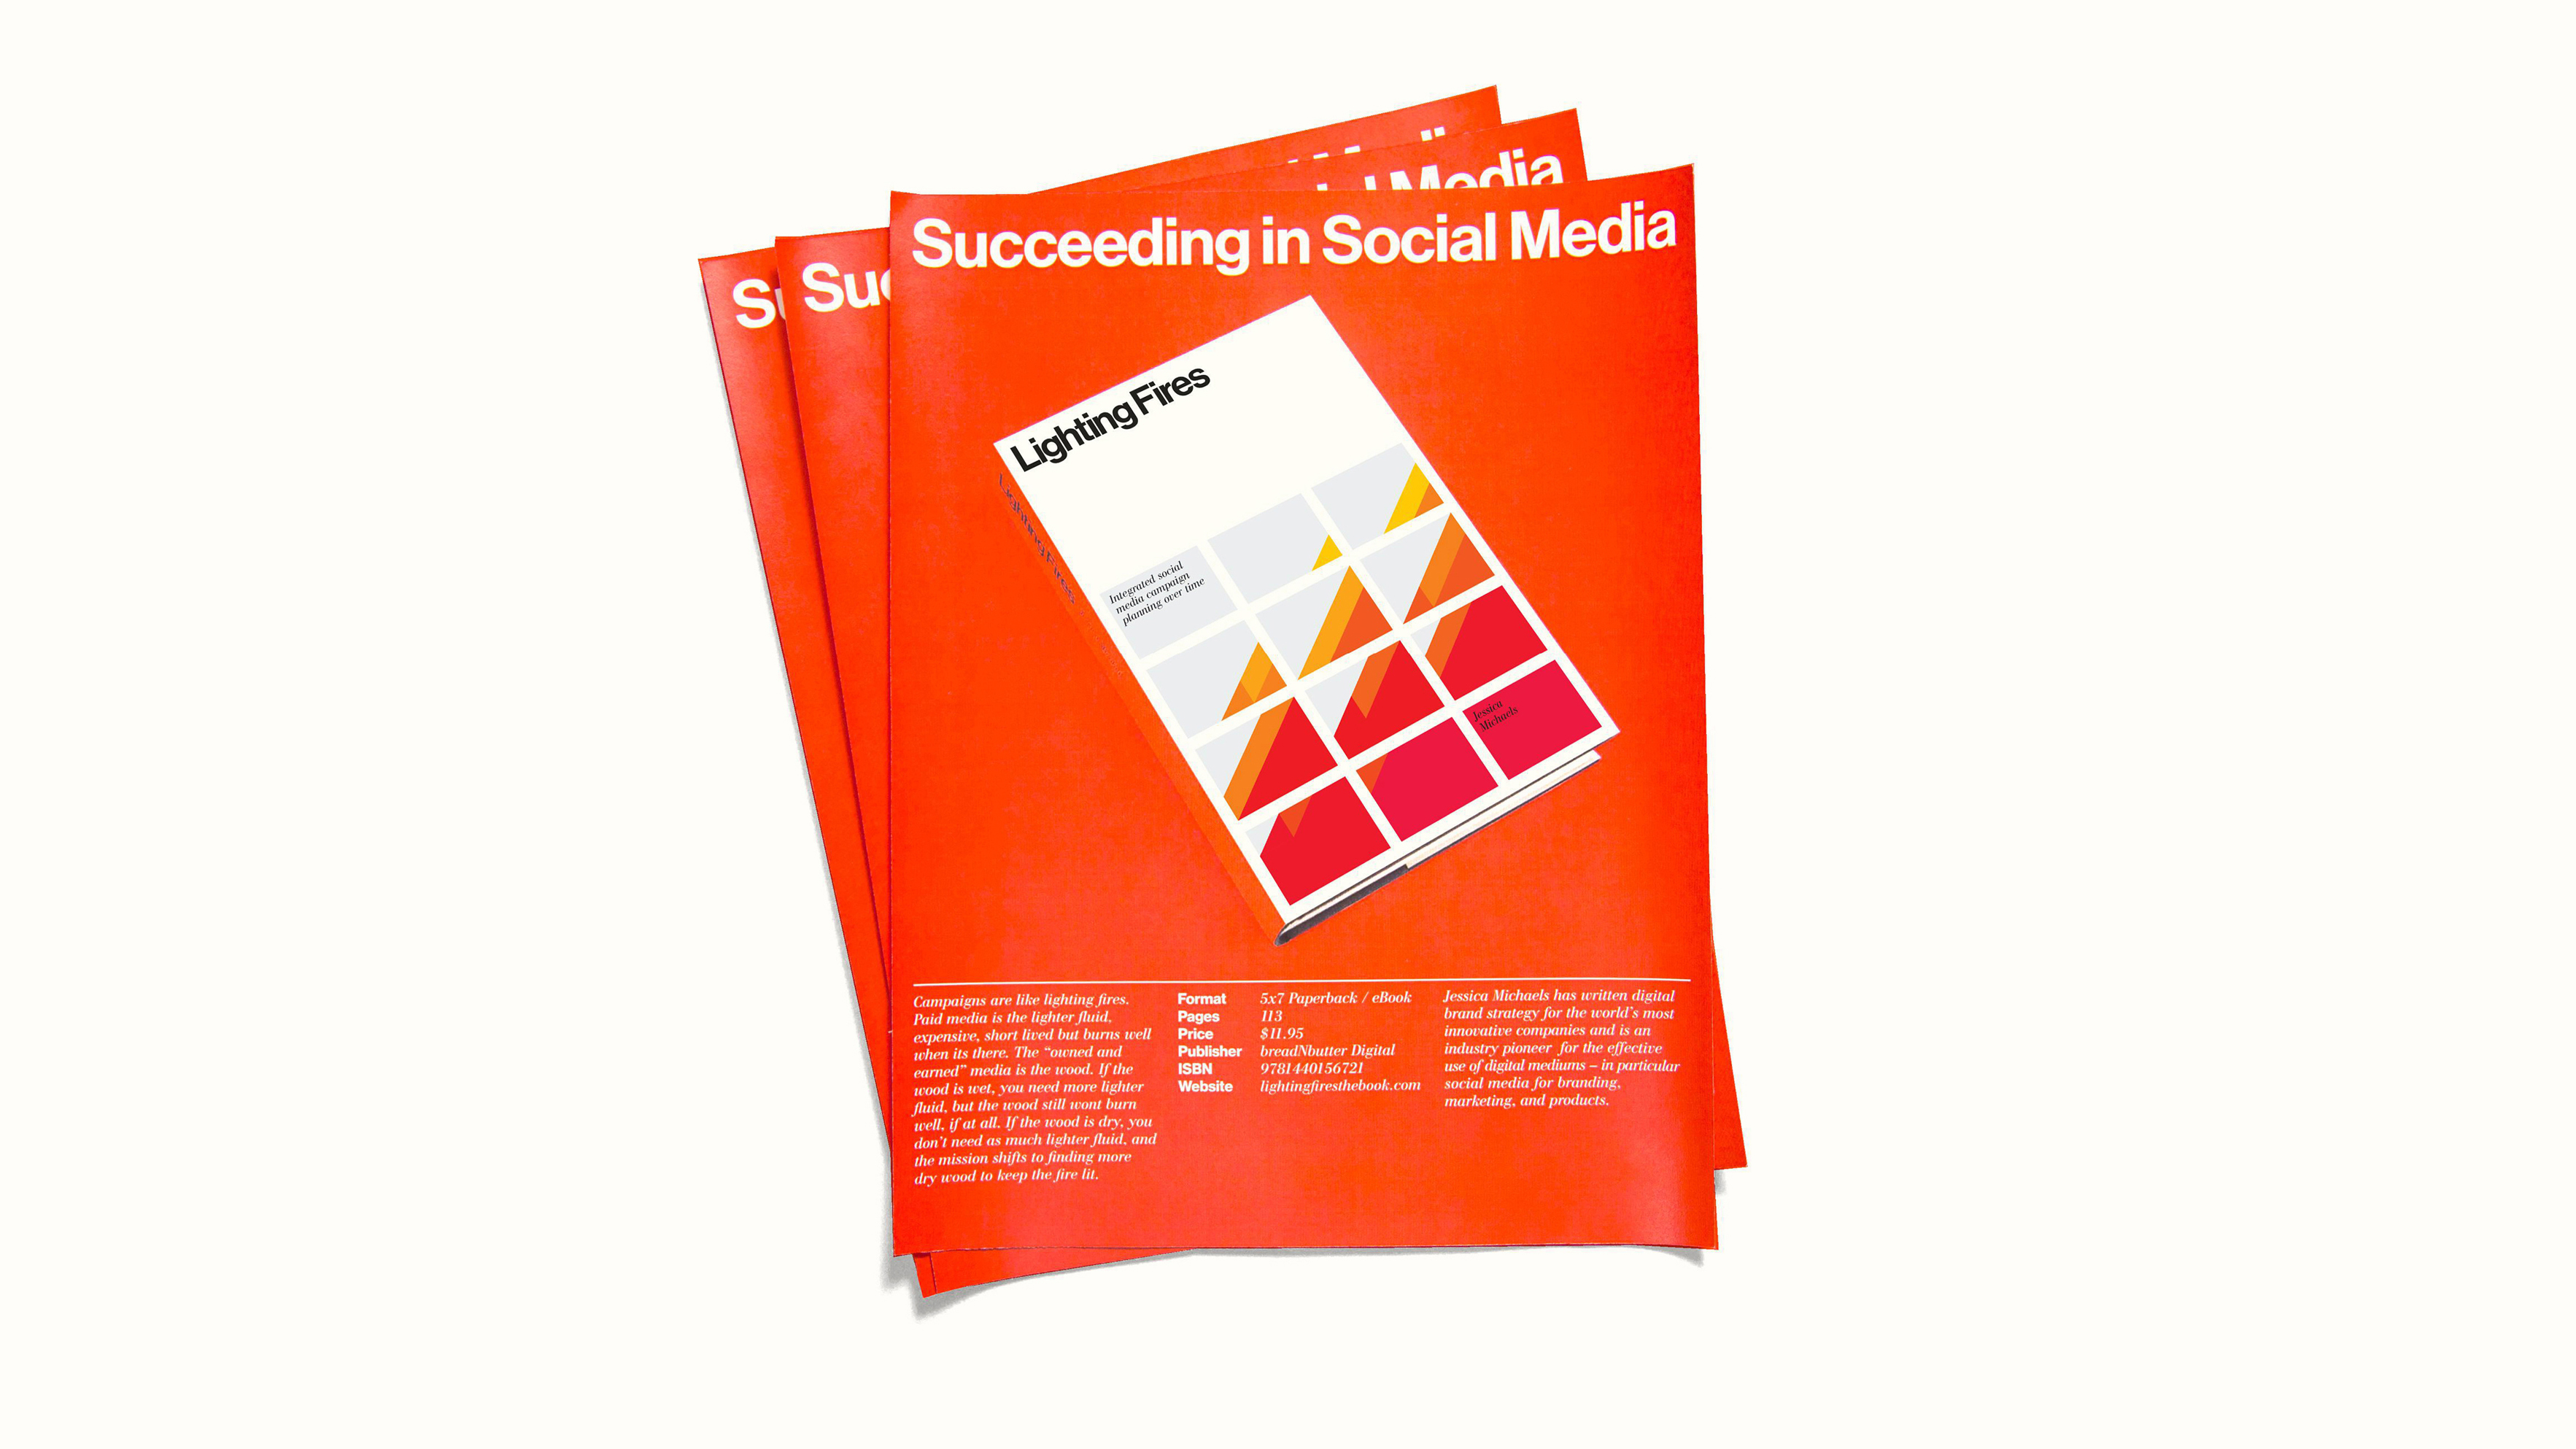 Succeeding in Social Media
Su
Suc
Media
Lighting Fires
Lighting Fires
Integrated social
media campaign
planning over time
Jessica
Michaels
Campaigns are like lighting fires.
Paid media is the lighter fluid,
expensive, short lived but burns well
when its there. The “owned and
earned” media is the wood. If the
wood is wet, you need more lighter
fluid, but the wood still wont burn
well, if at all. If the wood is dry, you
don’t need as much lighter fluid, and
the mission shifts to finding more
dry wood to keep the fire lit.
Format 5x7 Paperback / eBook
Pages 113
Price $11.95
Publisher breadNbutter Digital
ISBN 9781440156721
Website lightingfiresthebook.com
Jessica Michaels has written digital
brand strategy for the world’s most
innovative companies and is an
industry pioneer for the effective
use of digital mediums – in particular
social media for branding,
marketing, and products.